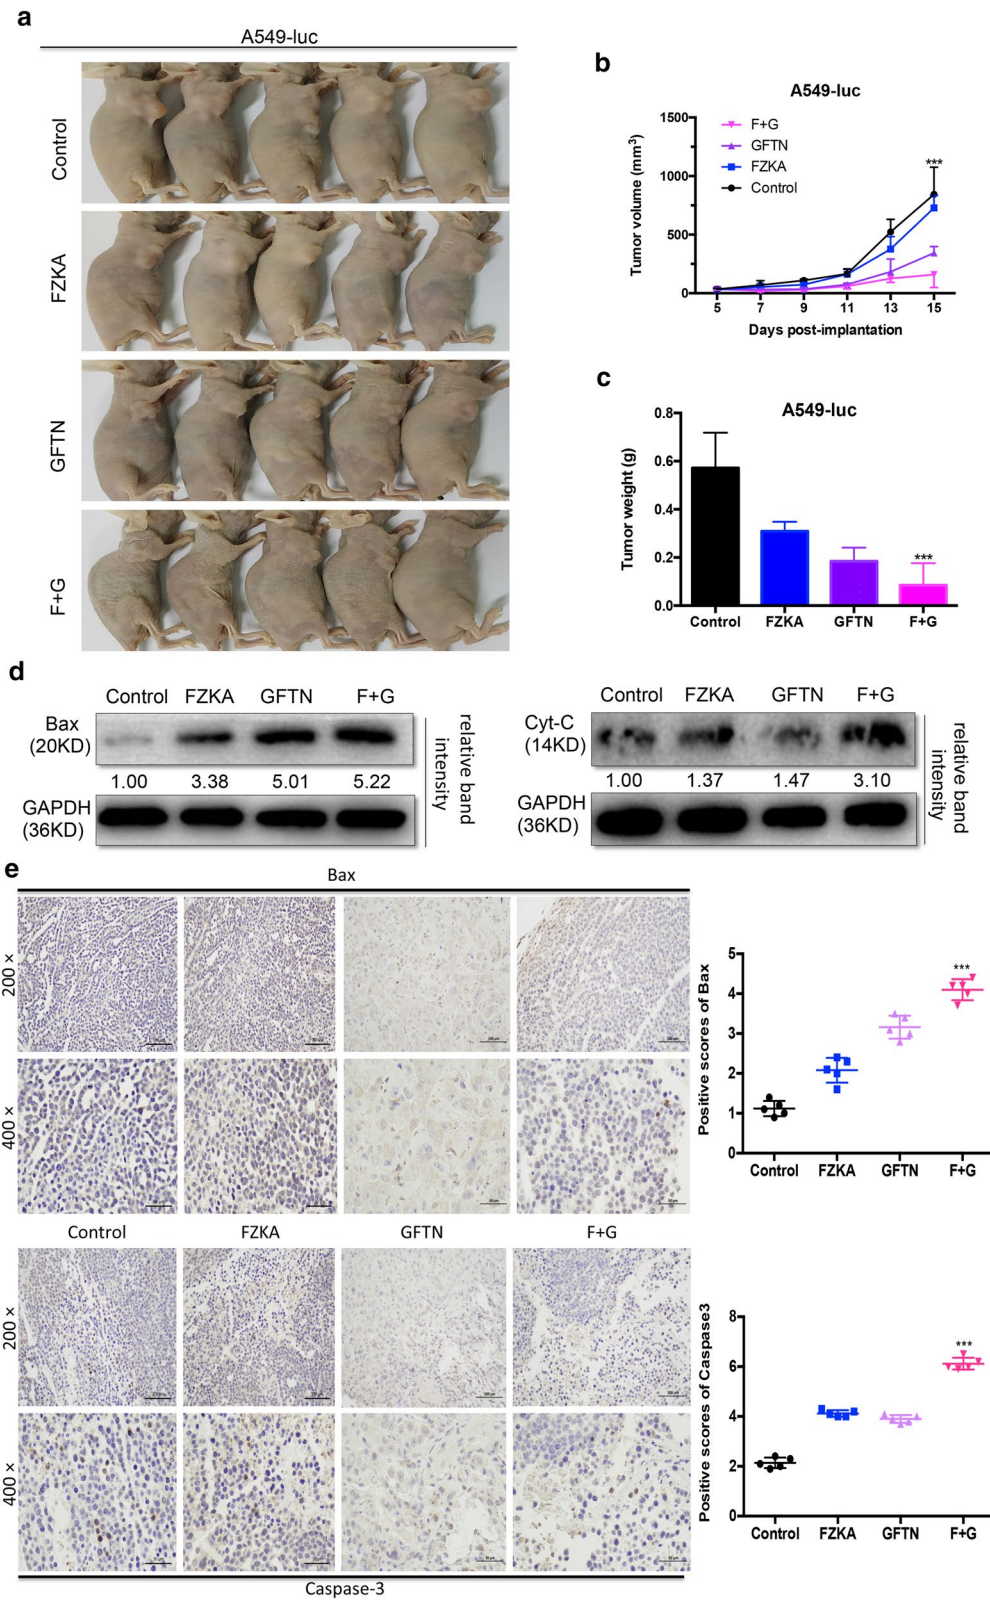 a
A549-luc
Control
FZKA
GFTN
F+G
b
A549-luc
Tumor volume (mm3)
1500
1000
500
0
F+G
GFTN
FZKA
Control
***
5 7 9 11 13 15
Days post-implantation
c
A549-luc
Tumor weight (g)
0.8
0.6
0.4
0.2
0.0
***
Control FZKA GFTN F+G
d
Control FZKA GFTN F+G
Bax
(20KD)
1.00 3.38 5.01 5.22
GAPDH
(36KD)
relative band
intensity
Control FZKA GFTN F+G
Cyt-C
(14KD)
1.00 1.37 1.47 3.10
GAPDH
(36KD)
relative band
intensity
e
Bax
200 ×
400 ×
Control FZKA GFTN F+G
200 ×
400 ×
Caspase-3
Positive scores of Bax
5
4
3
2
1
0
***
Control FZKA GFTN F+G
Positive scores of Caspase3
8
6
4
2
0
***
Control FZKA GFTN F+G